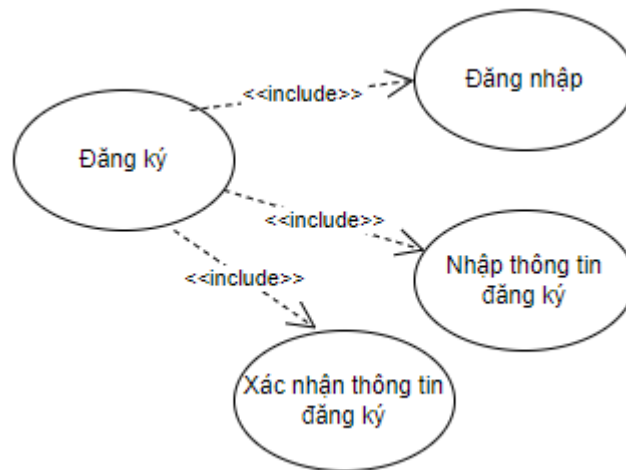 Đăng nhập
<<include>>
Đăng ký
<<include>>
Nhập thông tin
đăng ký
<<include>>
Xác nhận thông tin
đăng ký